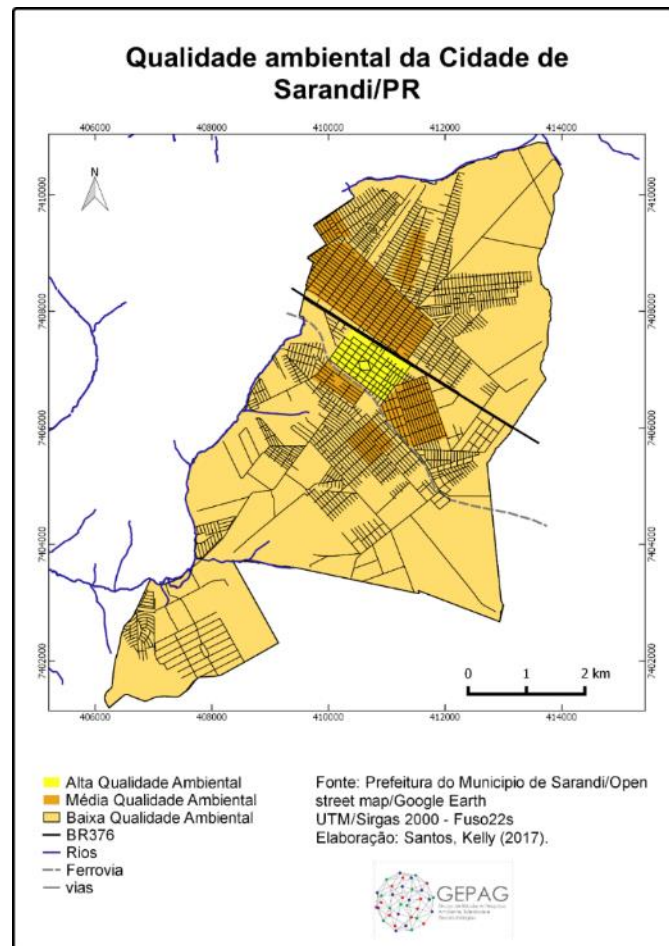 Qualidade ambiental da Cidade de
Sarandi/PR
406000 408000 410000 412000 414000
N
7410000 7410000
7408000 7408000
7406000 7406000
7404000 7404000
7402000 7402000
0 1 2 km
406000 408000 410000 412000 414000
Alta Qualidade Ambiental
Média Qualidade Ambiental
Baixa Qualidade Ambiental
BR376
Rios
Ferrovia
vias
Fonte: Prefeitura do Municipio de Sarandi/Open
street map/Google Earth
UTM/Sirgas 2000 - Fuso22s
Elaboração: Santos, Kelly (2017).
GEPAG